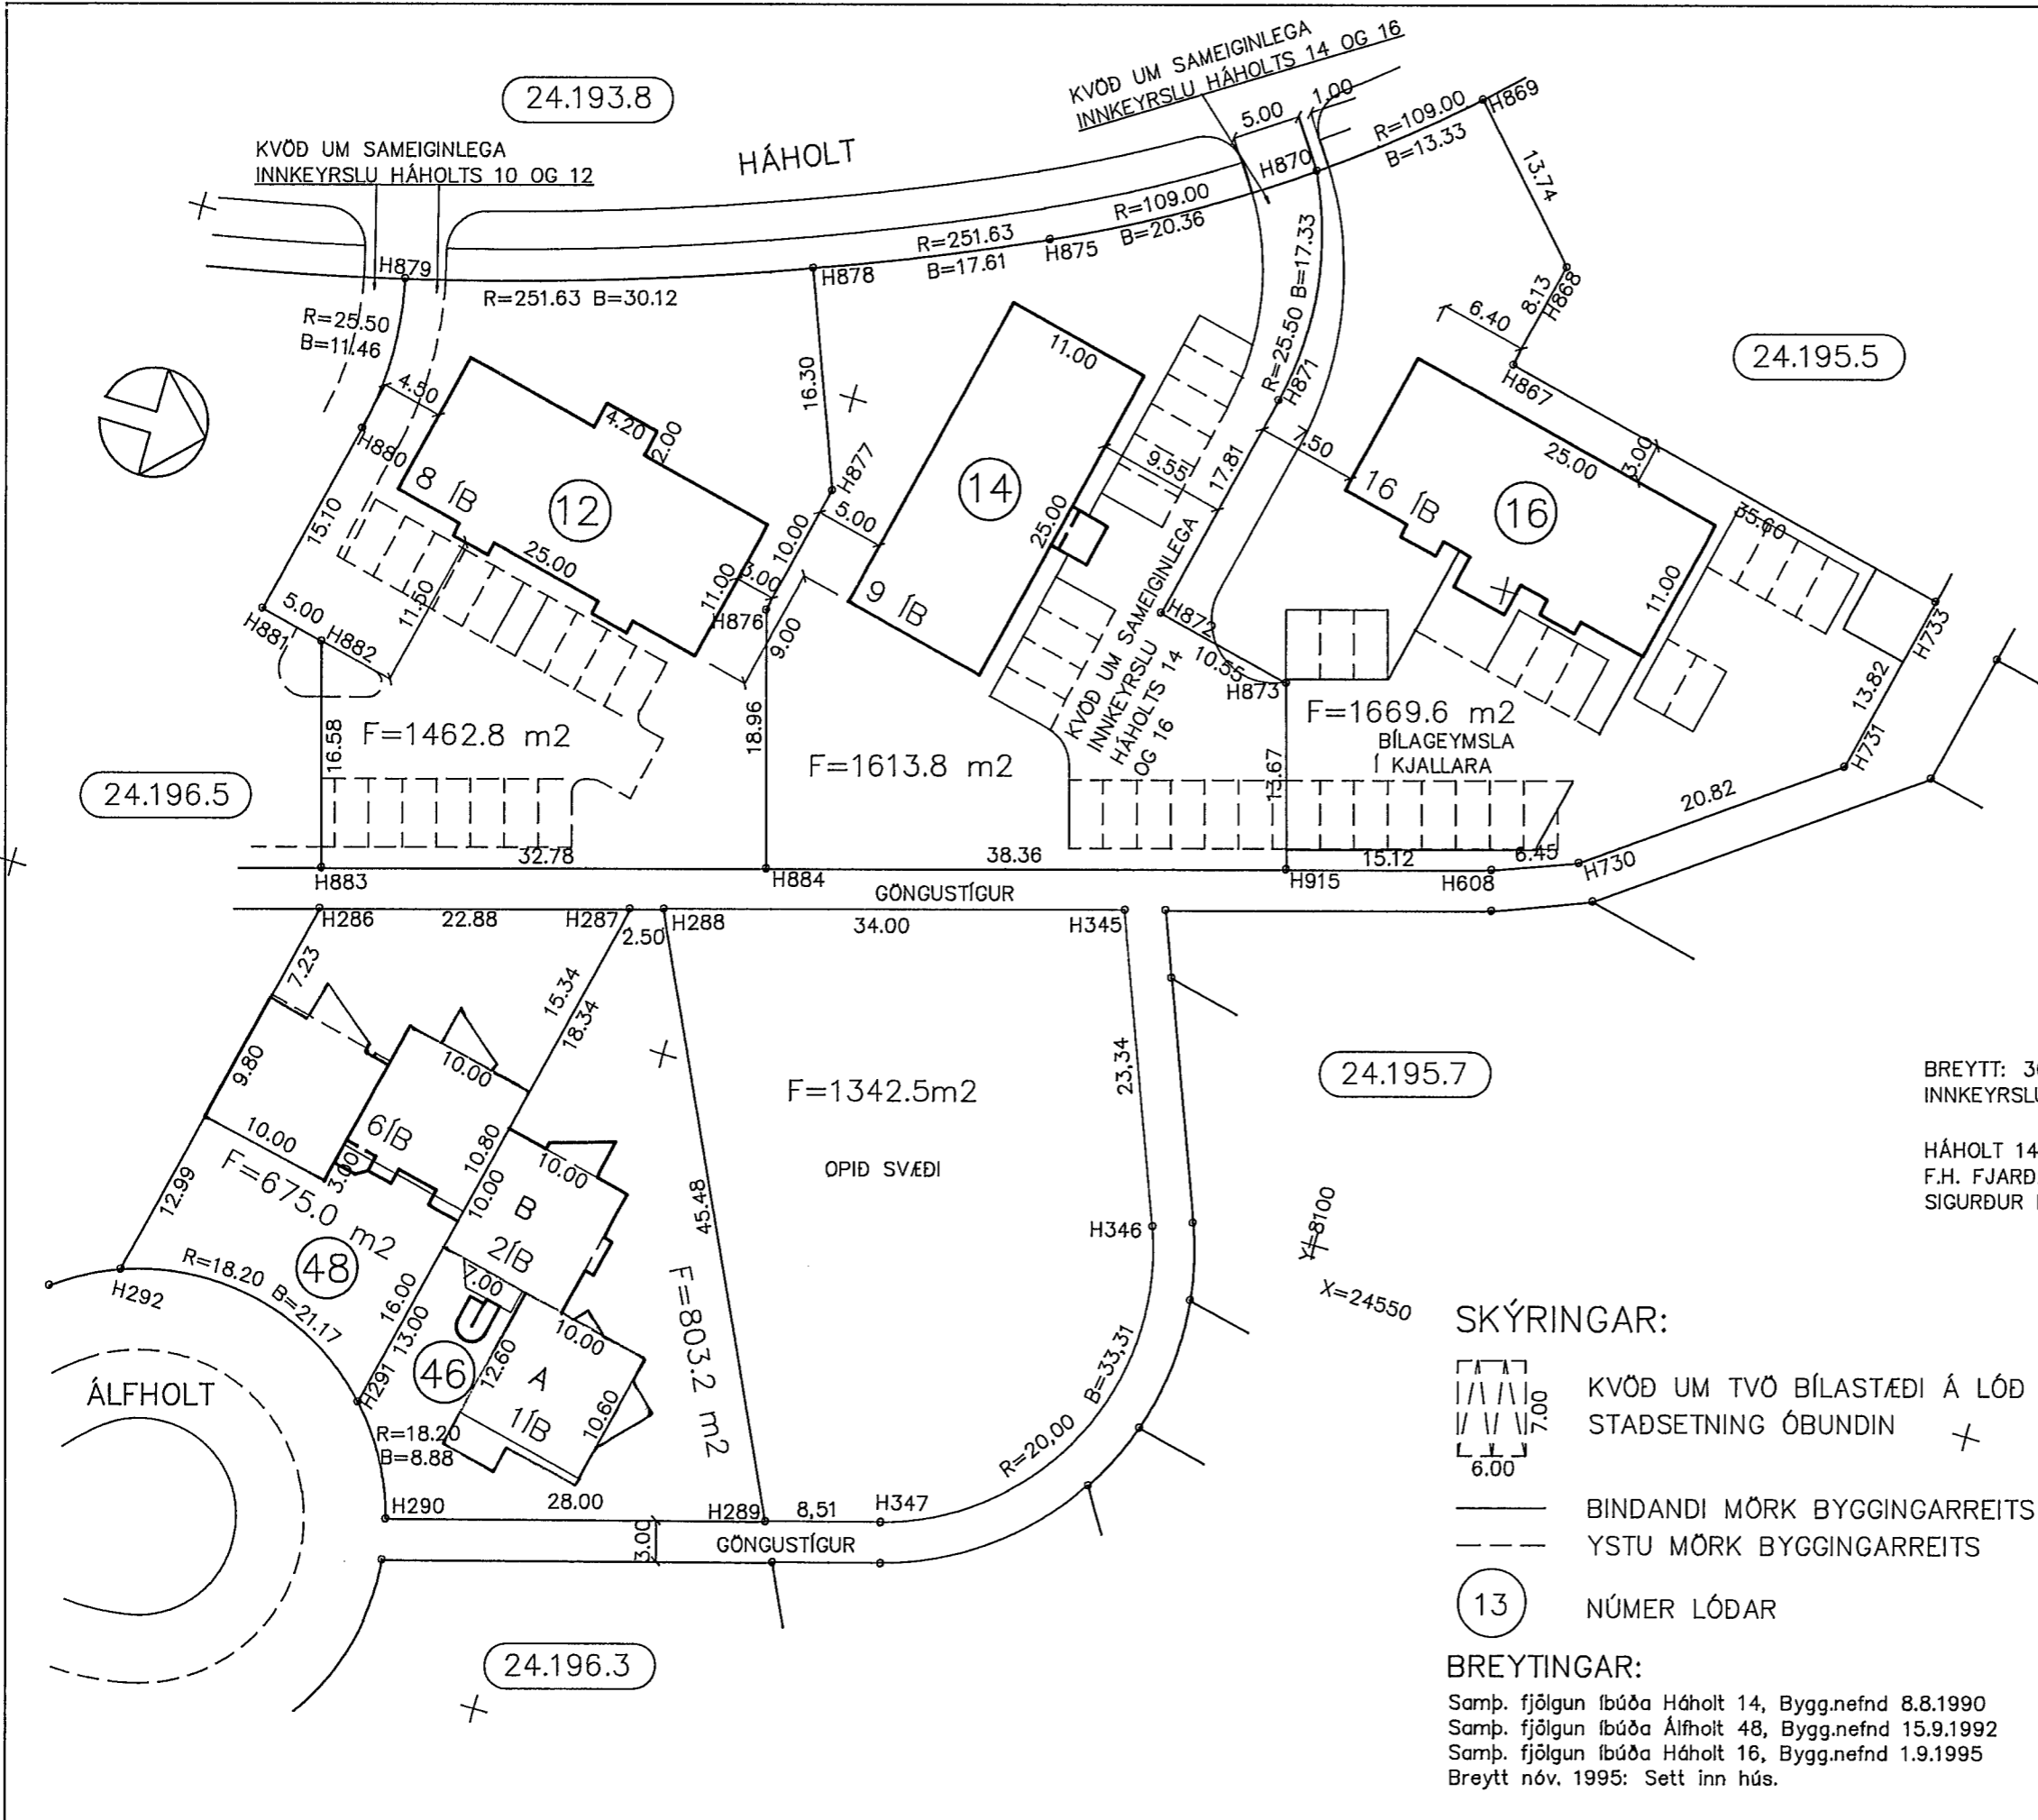 24.193.8
KVÖÐ UM SAMEIGINLEGA
INNKEYRSLU HÁHOLTS 10 OG 12
HÁHOLT
KVÖÐ UM SAMEIGINLEGA
INNKEYRSLU HÁHOLTS 14 OG 16
5.00
1.00
H870
R=109.00
B=13.33
H869
13.74
H879
R=251.63 B=30.12
H878
R=251.63
B=17.61
H875
R=109.00
B=20.36
R=25.50
B=11.46
R=25.50 B=17.33
8.13
H868
6.40
H867
24.195.5
4.50
H880
8 ÍB
4.20
2.00
12
25.00
11.00
16.30
H877
10.00
5.00
3.00
H876
9.00
15.10
5.00
H881
H882
11.50
11.00
14
25.00
9 ÍB
9.55
17.81
H871
7.50
16 ÍB
16
25.00
3.00
35.60
11.00
H733
13.82
H731
KVÖÐ UM SAMEIGINLEGA
INNKEYRSLU
HÁHOLTS 14
OG 16
H872
10.55
H873
16.58
F=1462.8 m2
18.96
F=1613.8 m2
F=1669.6 m2
BÍLAGEYMSLA
Í KJALLARA
13.67
20.82
24.196.5
32.78
38.36
15.12
6.45
H883
H884
H915
H608
H730
GÖNGUSTÍGUR
H286
22.88
H287
2.50
H288
34.00
H345
7.23
15.34
18.34
9.80
10.00
10.00
6ÍB
3.00
10.80
10.00
10.00
B
2ÍB
F=675.0 m2
12.99
48
R=18.20 B=21.17
H292
16.00
13.00
H291
7.00
46
12.60
10.00
A
1ÍB
10.60
45.48
F=803.2 m2
F=1342.5m2
OPIÐ SVÆÐI
23,34
H346
24.195.7
BREYTT: 3
INNKEYRSLU
HÁHOLT 14
F.H. FJARÐ
SIGURÐUR
Y=8100
X=24550
R=20,00 B=33,31
ÁLFHOLT
R=18.20
B=8.88
H290
28.00
H289
8,51
H347
3.00
GÖNGUSTÍGUR
24.196.3
SKÝRINGAR:
7.00
6.00
KVÖÐ UM TVÖ BÍLASTÆÐI Á LÓÐ
STAÐSETNING ÓBUNDIN
BINDANDI MÖRK BYGGINGARREITS
YSTU MÖRK BYGGINGARREITS
13
NÚMER LÓÐAR
BREYTINGAR:
Samþ. fjölgun íbúða Háholt 14, Bygg.nefnd 8.8.1990
Samþ. fjölgun íbúða Álfholt 48, Bygg.nefnd 15.9.1992
Samþ. fjölgun íbúða Háholt 16, Bygg.nefnd 1.9.1995
Breytt nóv. 1995: Sett inn hús.